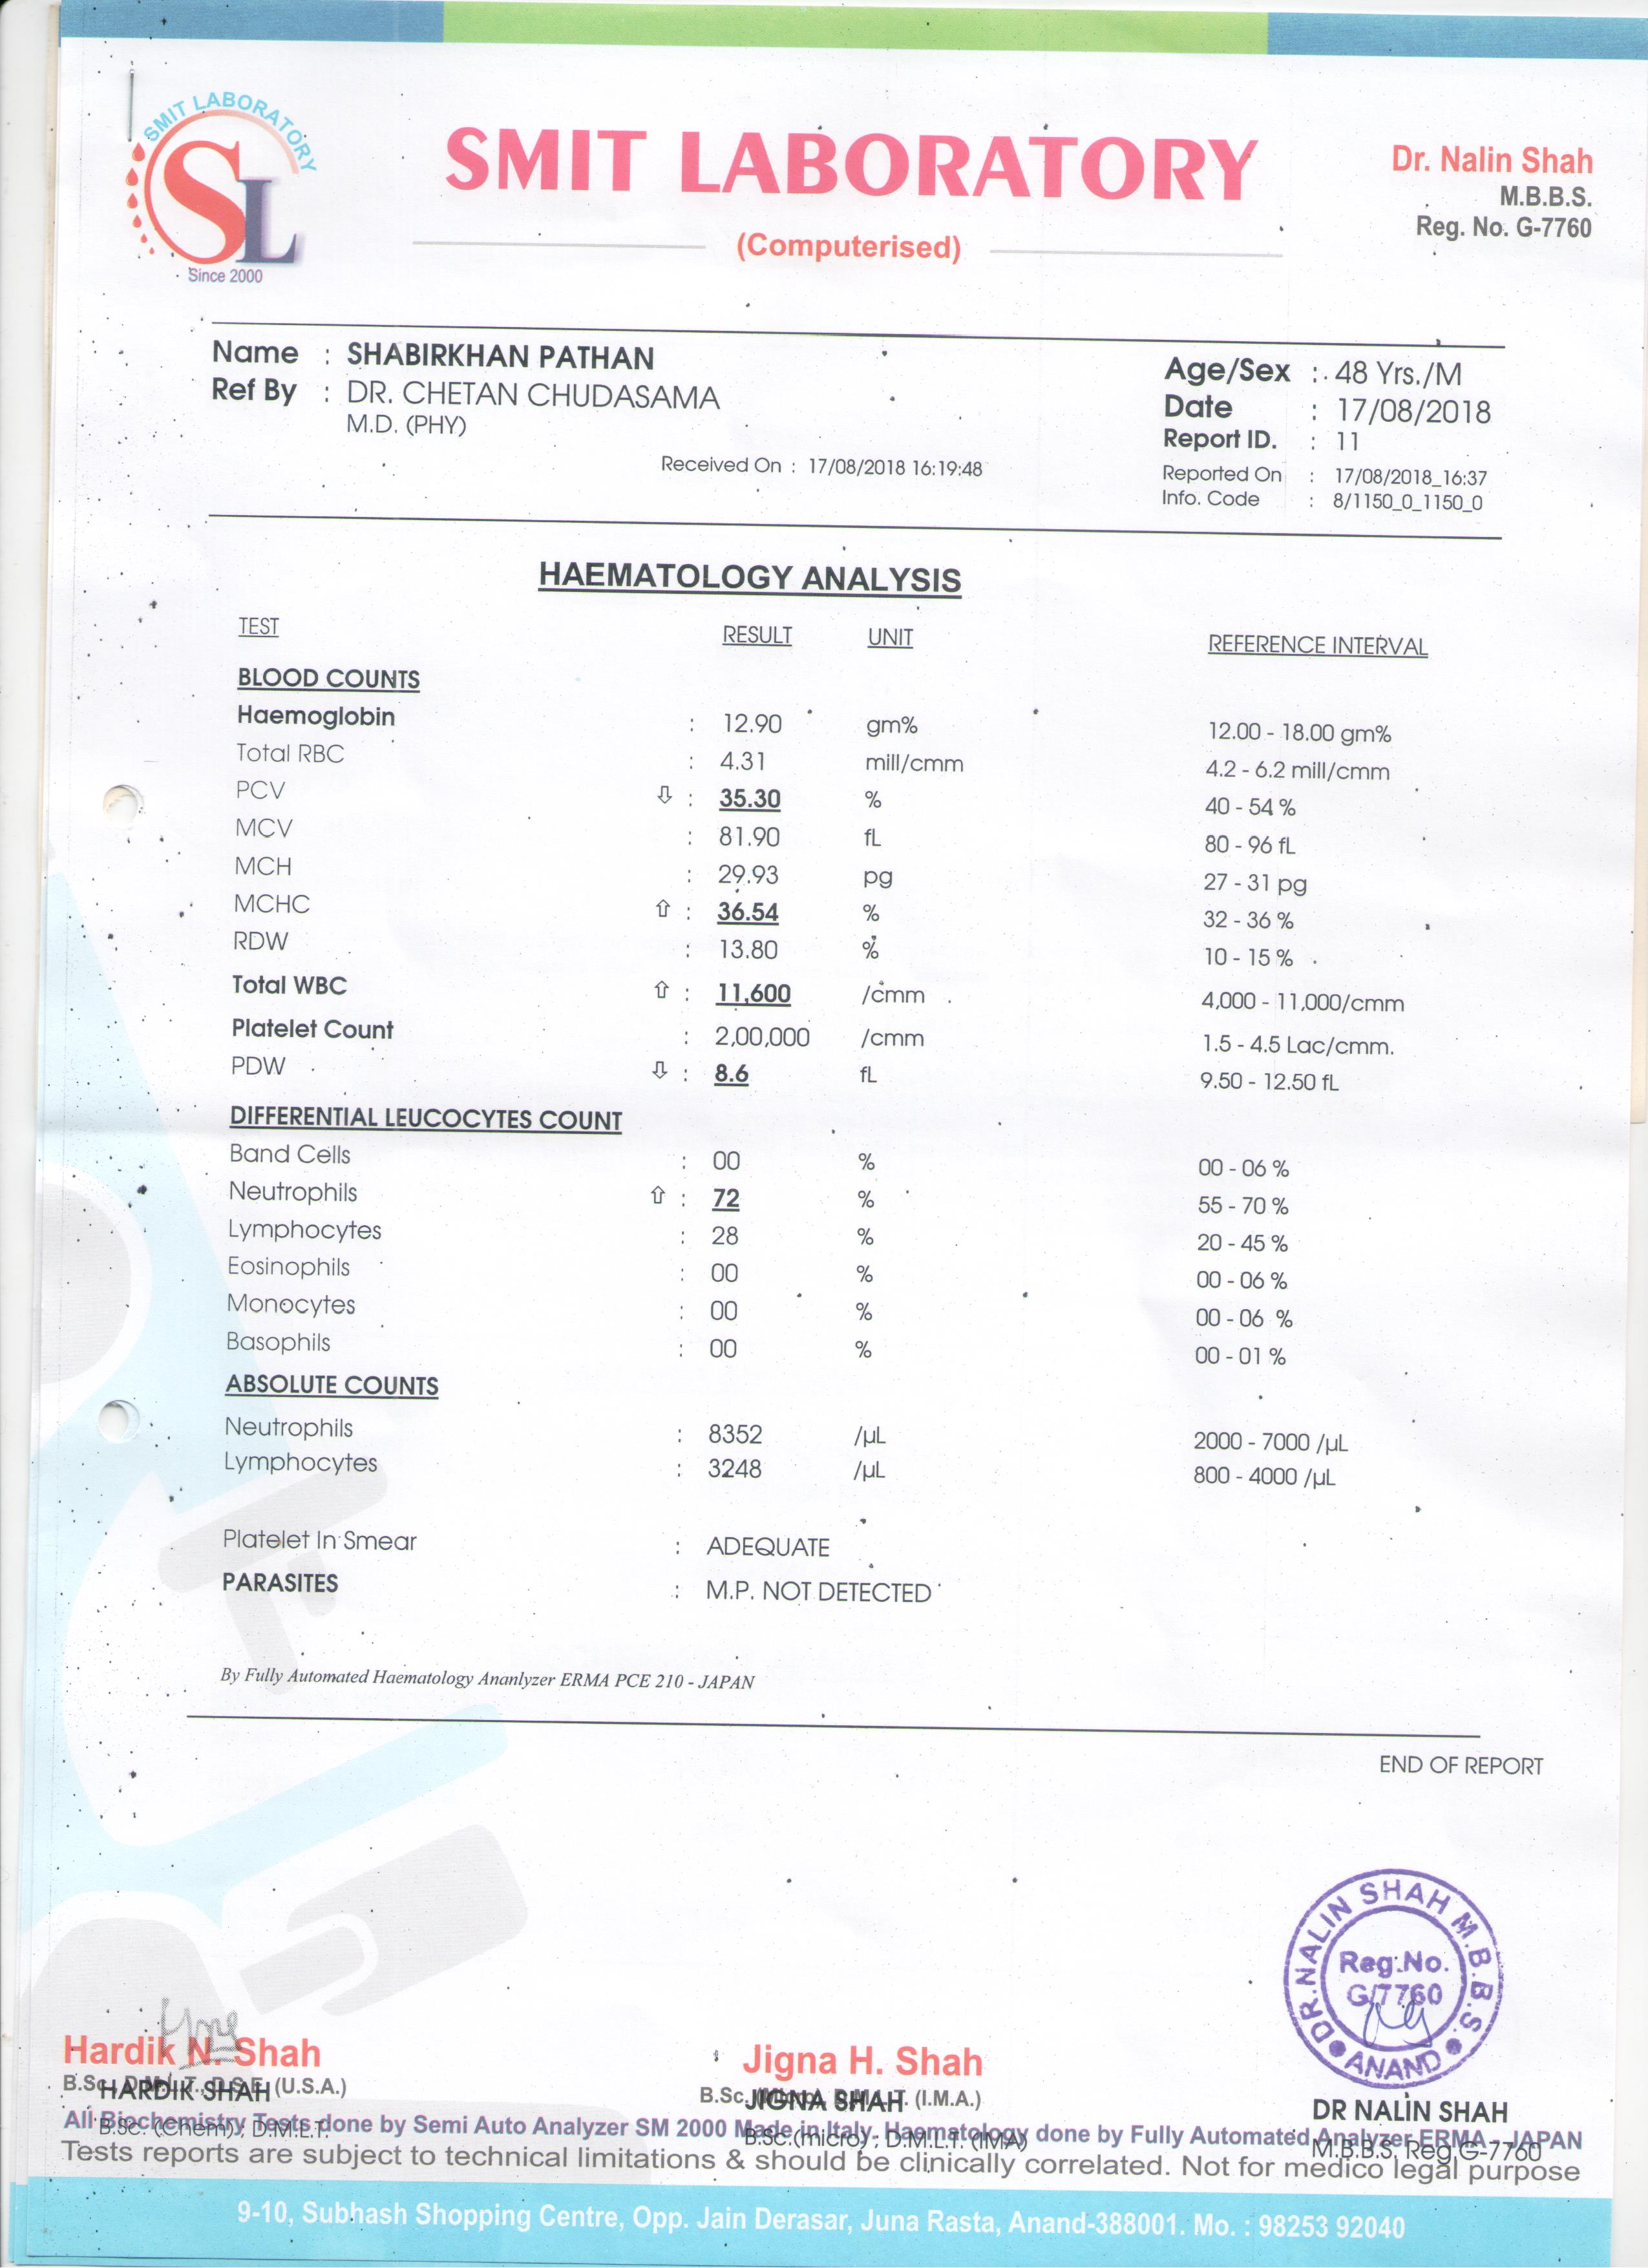 SMIT LABORATORY
SL
Since 2000
SMIT LABORATORY
(Computerised)
Dr. Nalin Shah
M.B.B.S.
Reg. No. G-7760
Name : SHABIRKHAN PATHAN
Ref By : DR. CHETAN CHUDASAMA
M.D. (PHY)
Received On : 17/08/2018 16:19:48
Age/Sex : 48 Yrs./M
Date : 17/08/2018
Report ID. : 11
Reported On : 17/08/2018_16:37
Info. Code : 8/1150_0_1150_0
HAEMATOLOGY ANALYSIS
TEST RESULT UNIT REFERENCE INTERVAL
BLOOD COUNTS
Haemoglobin : 12.90 gm% 12.00 - 18.00 gm%
Total RBC : 4.31 mill/cmm 4.2 - 6.2 mill/cmm
PCV ⇩ : 35.30 % 40 - 54 %
MCV : 81.90 fL 80 - 96 fL
MCH : 29.93 pg 27 - 31 pg
MCHC ⇧ : 36.54 % 32 - 36 %
RDW : 13.80 % 10 - 15 %
Total WBC ⇧ : 11,600 /cmm 4,000 - 11,000/cmm
Platelet Count : 2,00,000 /cmm 1.5 - 4.5 Lac/cmm.
PDW ⇩ : 8.6 fL 9.50 - 12.50 fL
DIFFERENTIAL LEUCOCYTES COUNT
Band Cells : 00 % 00 - 06 %
Neutrophils ⇧ : 72 % 55 - 70 %
Lymphocytes : 28 % 20 - 45 %
Eosinophils : 00 % 00 - 06 %
Monocytes : 00 % 00 - 06 %
Basophils : 00 % 00 - 01 %
ABSOLUTE COUNTS
Neutrophils : 8352 /µL 2000 - 7000 /µL
Lymphocytes : 3248 /µL 800 - 4000 /µL
Platelet In Smear : ADEQUATE
PARASITES : M.P. NOT DETECTED
By Fully Automated Haematology Ananlyzer ERMA PCE 210 - JAPAN
END OF REPORT
DR. NALIN SHAH M.B.B.S.
Reg.No.
G/7760
ANAND
Hardik N. Shah
B.Sc. D.M.L.T., (U.S.A.)
HARDIK SHAH
B.Sc. (Chem), D.M.L.T.
Jigna H. Shah
B.Sc. (I.M.A.)
JIGNA SHAH
B.Sc.(micro), D.M.L.T. (IMA)
DR NALIN SHAH
M.B.B.S. Reg.G-7760
All Biochemistry Tests done by Semi Auto Analyzer SM 2000 Made in Italy. Haematology done by Fully Automated Analyzer ERMA - JAPAN
Tests reports are subject to technical limitations & should be clinically correlated. Not for medico legal purpose
9-10, Subhash Shopping Centre, Opp. Jain Derasar, Juna Rasta, Anand-388001. Mo. : 98253 92040